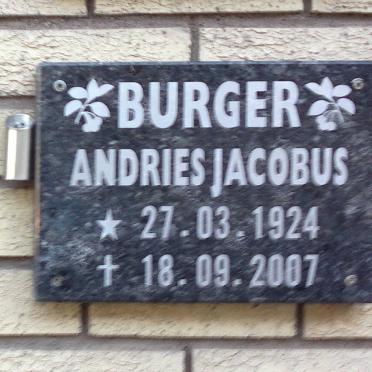 BURGER
ANDRIES JACOBUS
★ 27.03.1924
✝ 18.09.2007